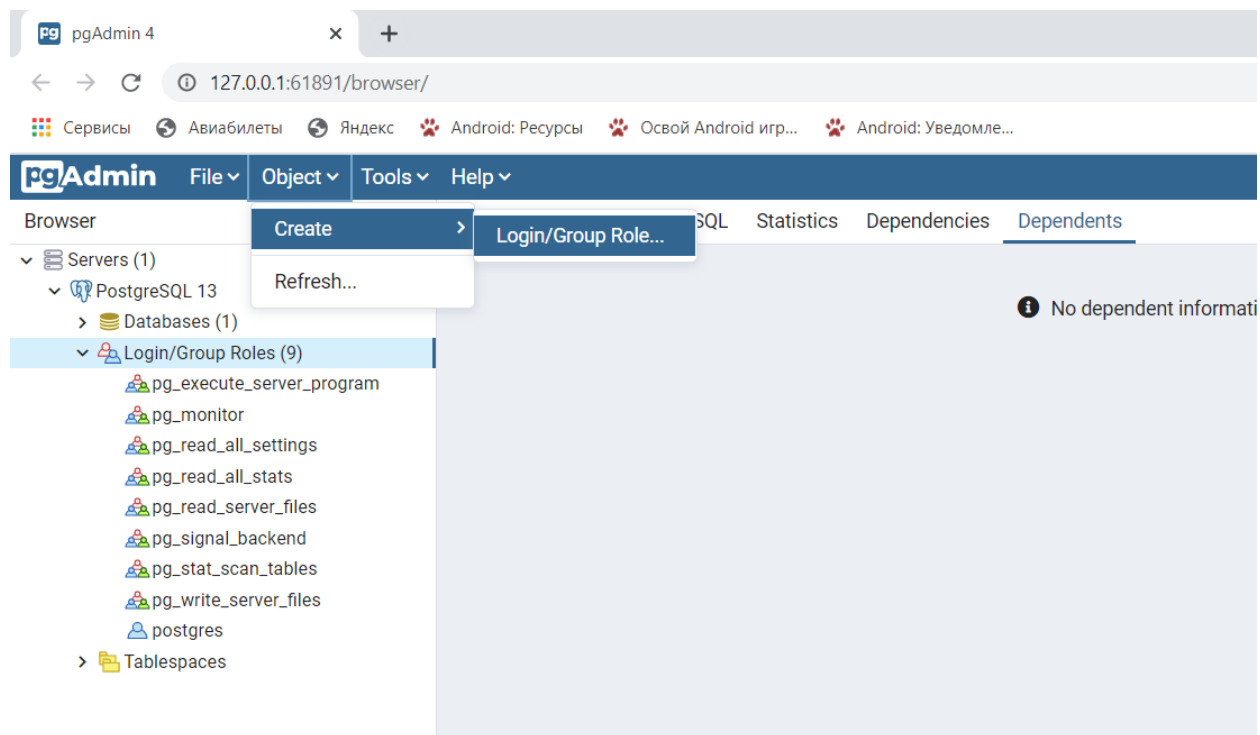 pgAdmin 4
127.0.0.1:61891/browser/
Сервисы Авиабилеты Яндекс Android: Ресурсы Освой Android игр... Android: Уведомле...
pgAdmin File Object Tools Help
Browser SQL Statistics Dependencies Dependents
Create
Login/Group Role...
Refresh...
Servers (1)
PostgreSQL 13
Databases (1)
Login/Group Roles (9)
pg_execute_server_program
pg_monitor
pg_read_all_settings
pg_read_all_stats
pg_read_server_files
pg_signal_backend
pg_stat_scan_tables
pg_write_server_files
postgres
Tablespaces
No dependent informati